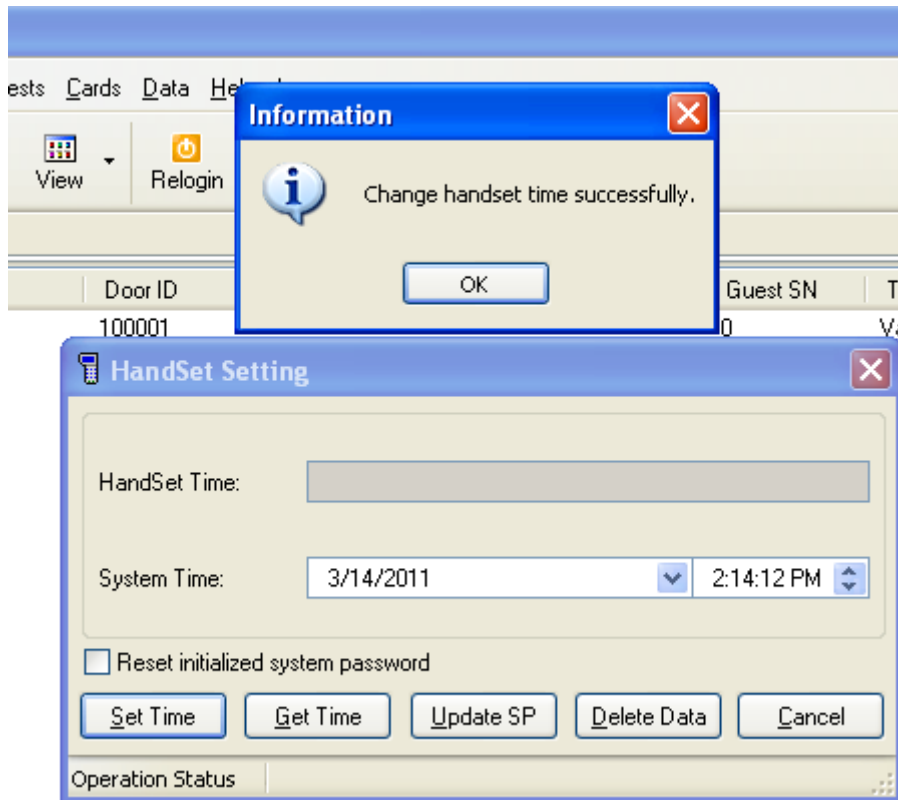 ests Cards Data
Information
View
Relogin
Change handset time successfully.
OK
Door ID
Guest SN
T
100001
0
HandSet Setting
HandSet Time:
System Time:
3/14/2011
2:14:12 PM
Reset initialized system password
Set Time
Get Time
Update SP
Delete Data
Cancel
Operation Status